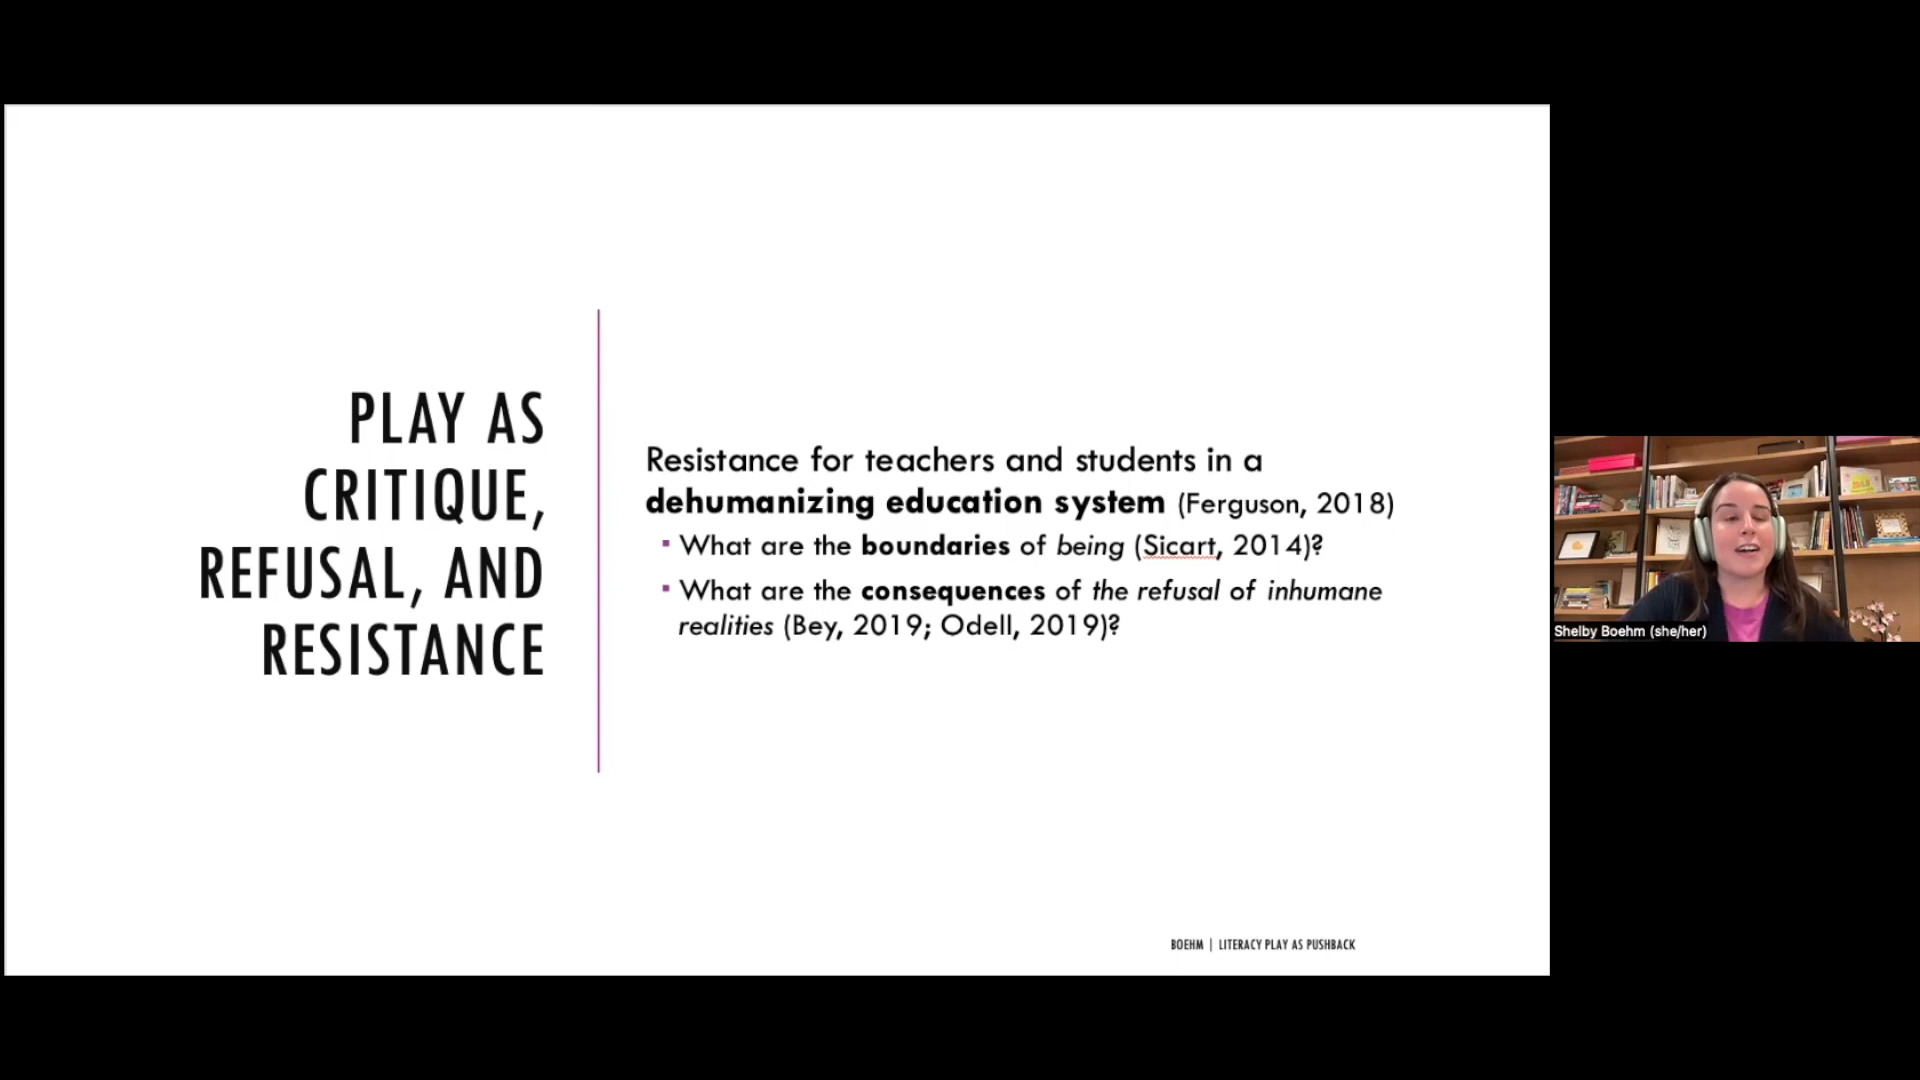 PLAY AS
CRITIQUE,
REFUSAL, AND
RESISTANCE
Resistance for teachers and students in a
dehumanizing education system (Ferguson, 2018)
▪ What are the boundaries of being (Sicart, 2014)?
▪ What are the consequences of the refusal of inhumane
realities (Bey, 2019; Odell, 2019)?
BOEHM | LITERACY PLAY AS PUSHBACK
Shelby Boehm (she/her)